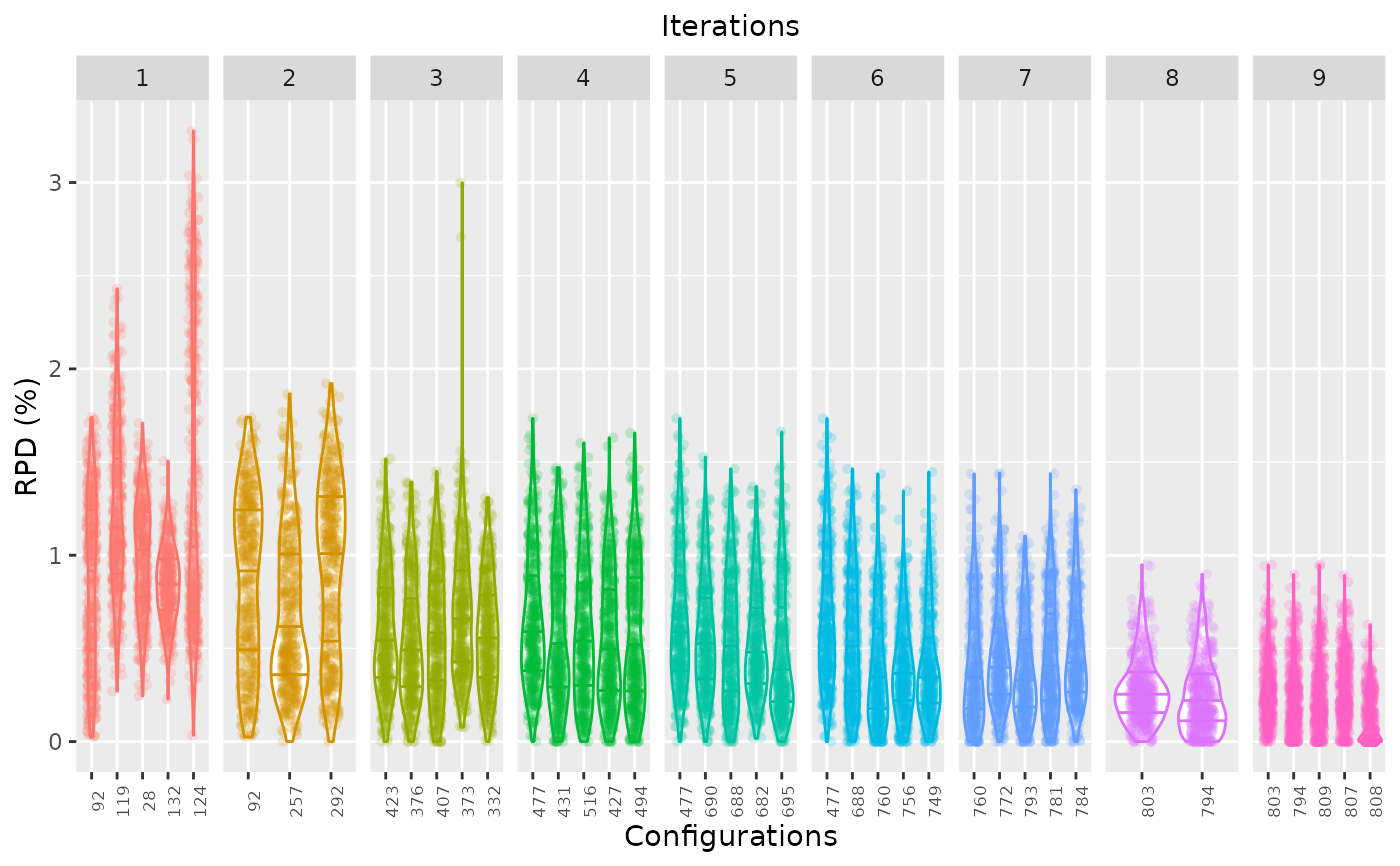 Iterations
1 2 3 4 5 6 7 8 9
3
2
1
0
RPD (%)
92 119 28 132 124 92 257 292 423 376 407 373 332 477 431 516 427 494 477 690 688 682 695 477 688 760 756 749 760 772 793 781 784 803 794 803 794 809 807 808
Configurations